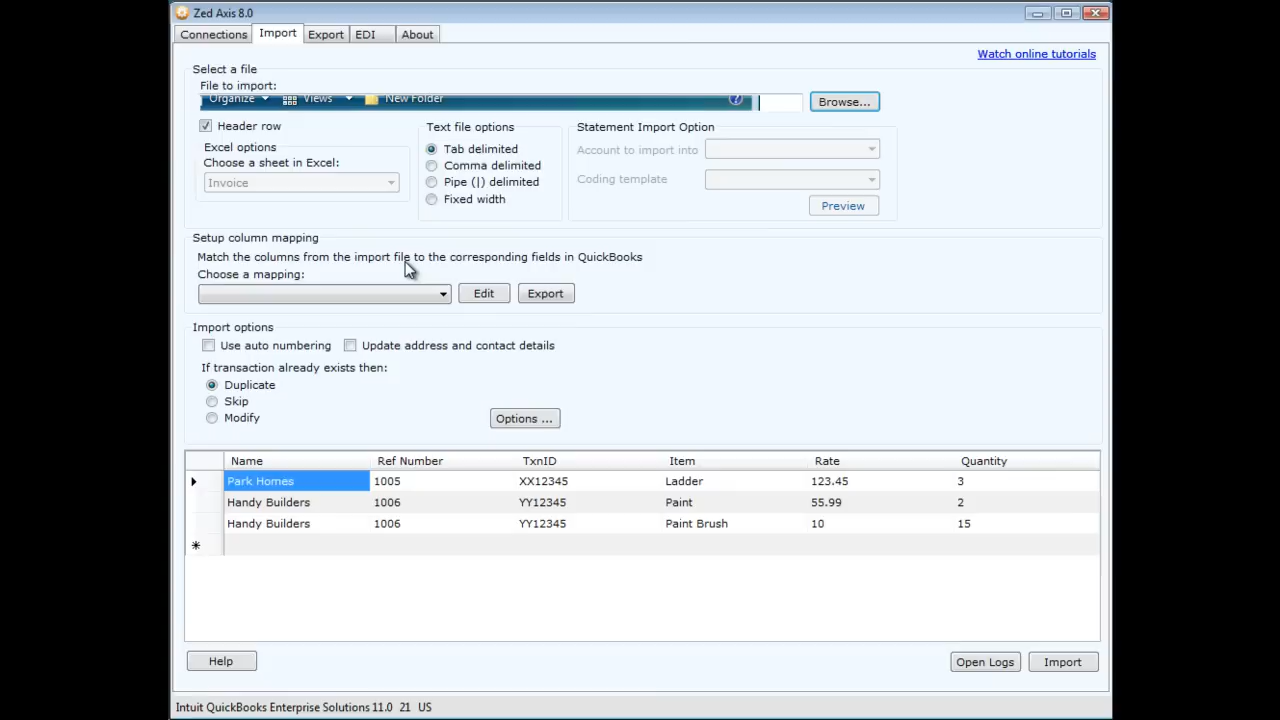 Zed Axis 8.0
Connections Import Export EDI About
Watch online tutorials
Select a file
File to import:
Organize Views New Folder
Browse...
Header row
Text file options
Statement Import Option
Excel options
Choose a sheet in Excel:
Invoice
Tab delimited
Comma delimited
Pipe (|) delimited
Fixed width
Account to import into
Coding template
Preview
Setup column mapping
Match the columns from the import file to the corresponding fields in QuickBooks
Choose a mapping:
Edit Export
Import options
Use auto numbering Update address and contact details
If transaction already exists then:
Duplicate
Skip
Modify
Options ...
Name Ref Number TxnID Item Rate Quantity
Park Homes 1005 XX12345 Ladder 123.45 3
Handy Builders 1006 YY12345 Paint 55.99 2
Handy Builders 1006 YY12345 Paint Brush 10 15
Help Open Logs Import
Intuit QuickBooks Enterprise Solutions 11.0 21 US